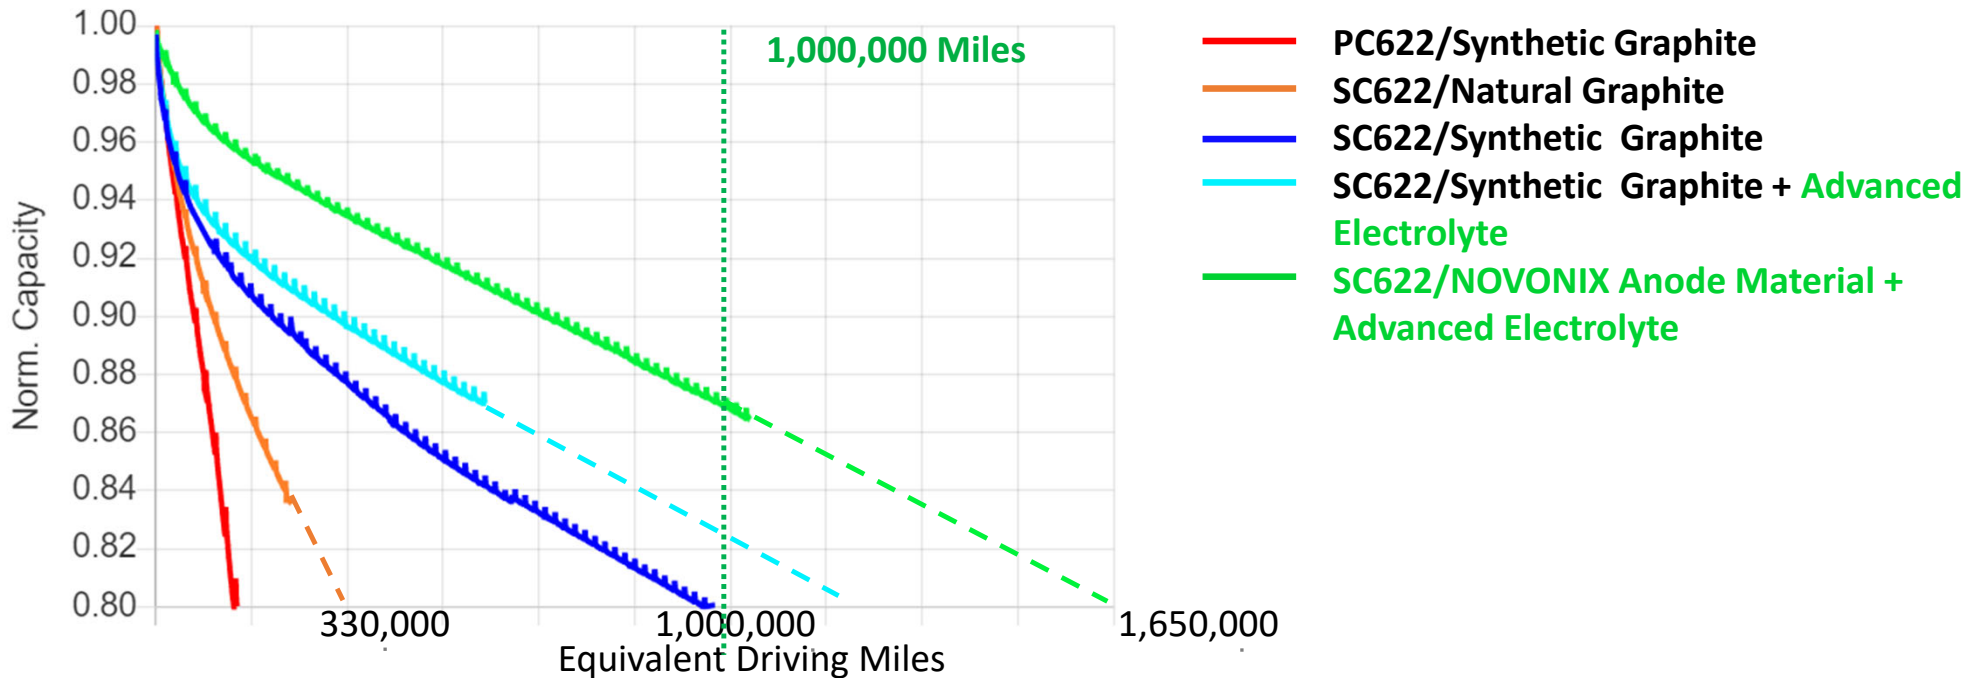 1.00
0.98
0.96
0.94
0.92
0.90
0.88
0.86
0.84
0.82
0.80
Norm. Capacity
1,000,000 Miles
330,000
1,000,000
1,650,000
Equivalent Driving Miles
PC622/Synthetic Graphite
SC622/Natural Graphite
SC622/Synthetic  Graphite
SC622/Synthetic  Graphite + Advanced
Electrolyte
SC622/NOVONIX Anode Material +
Advanced Electrolyte